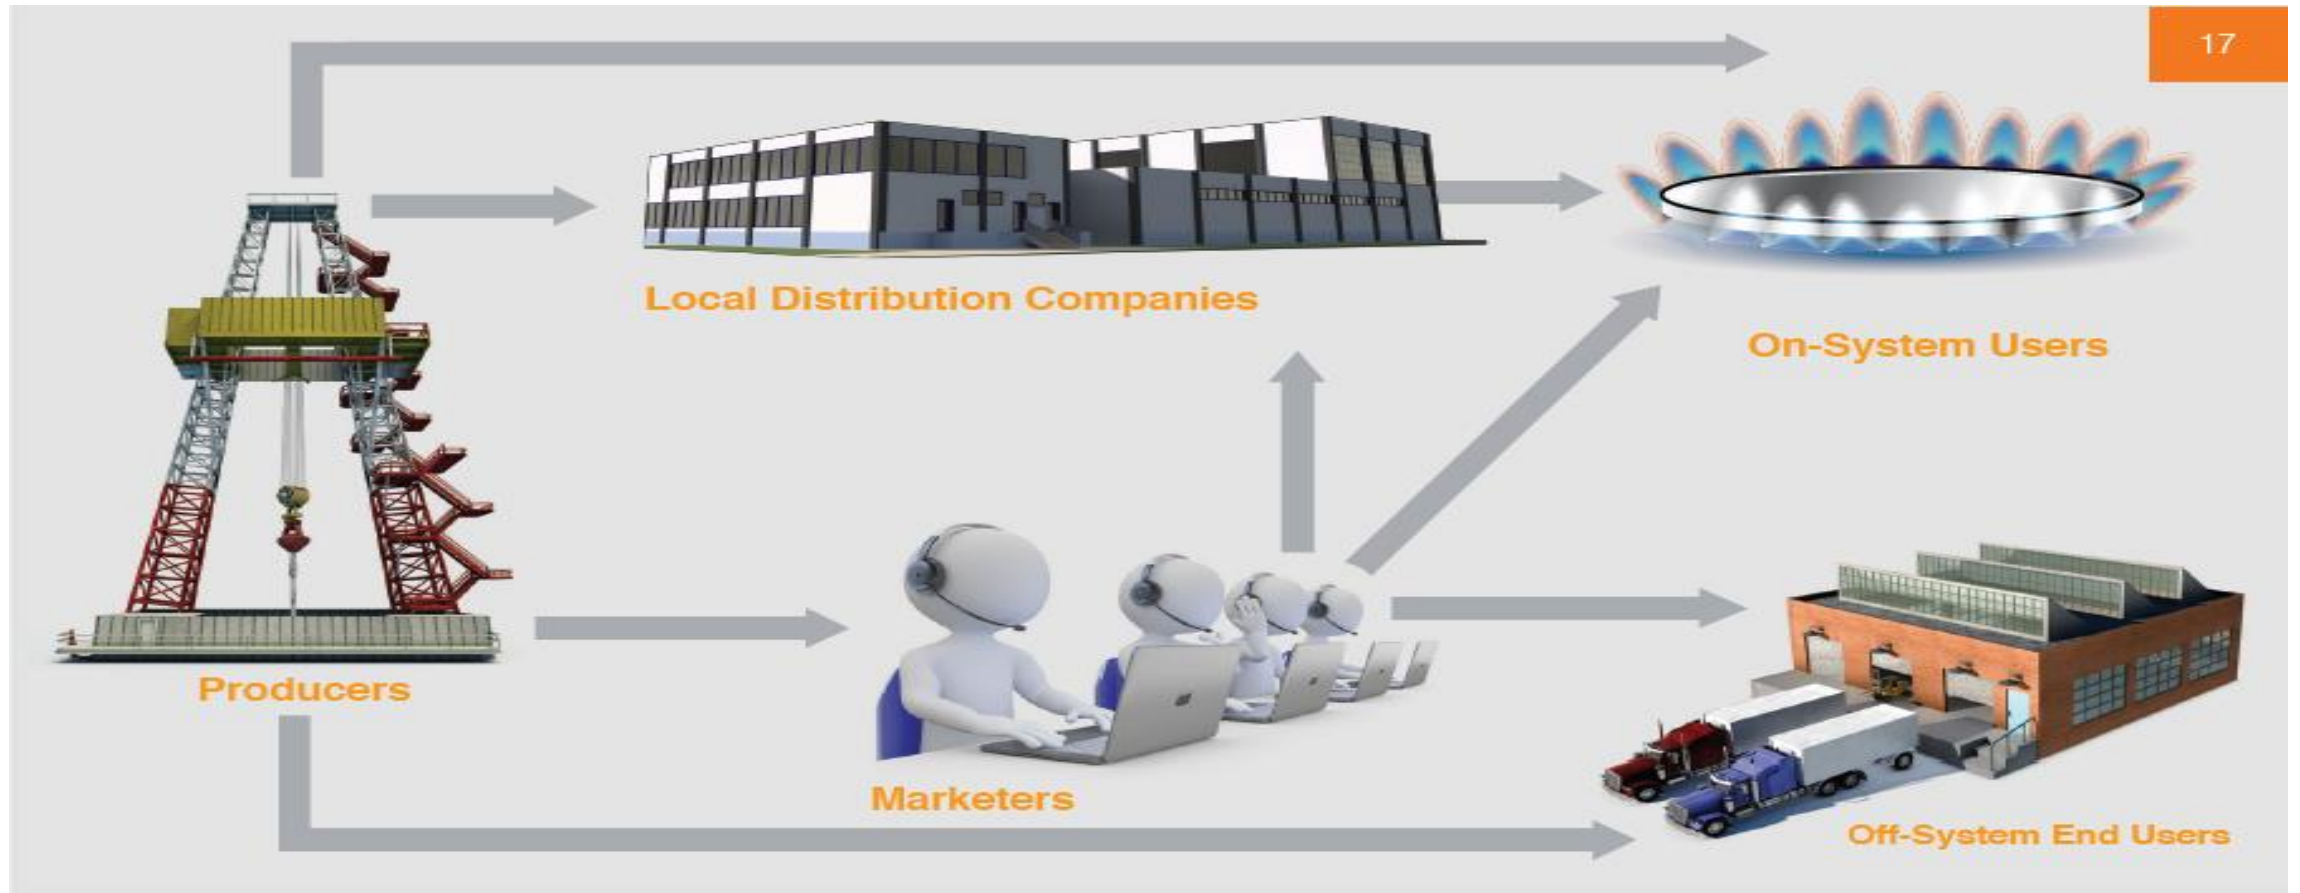 17
Local Distribution Companies
On-System Users
Producers
Marketers
Off-System End Users